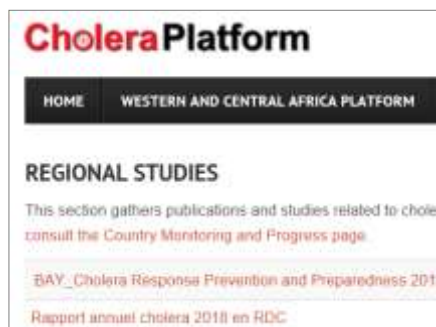 CholeraPlatform
HOME WESTERN AND CENTRAL AFRICA PLATFORM
REGIONAL STUDIES
This section gathers publications and studies related to chole
consult the Country Monitoring and Progress page.
BAY_Cholera Response Prevention and Preparedness 201
Rapport annuel cholera 2018 en RDC